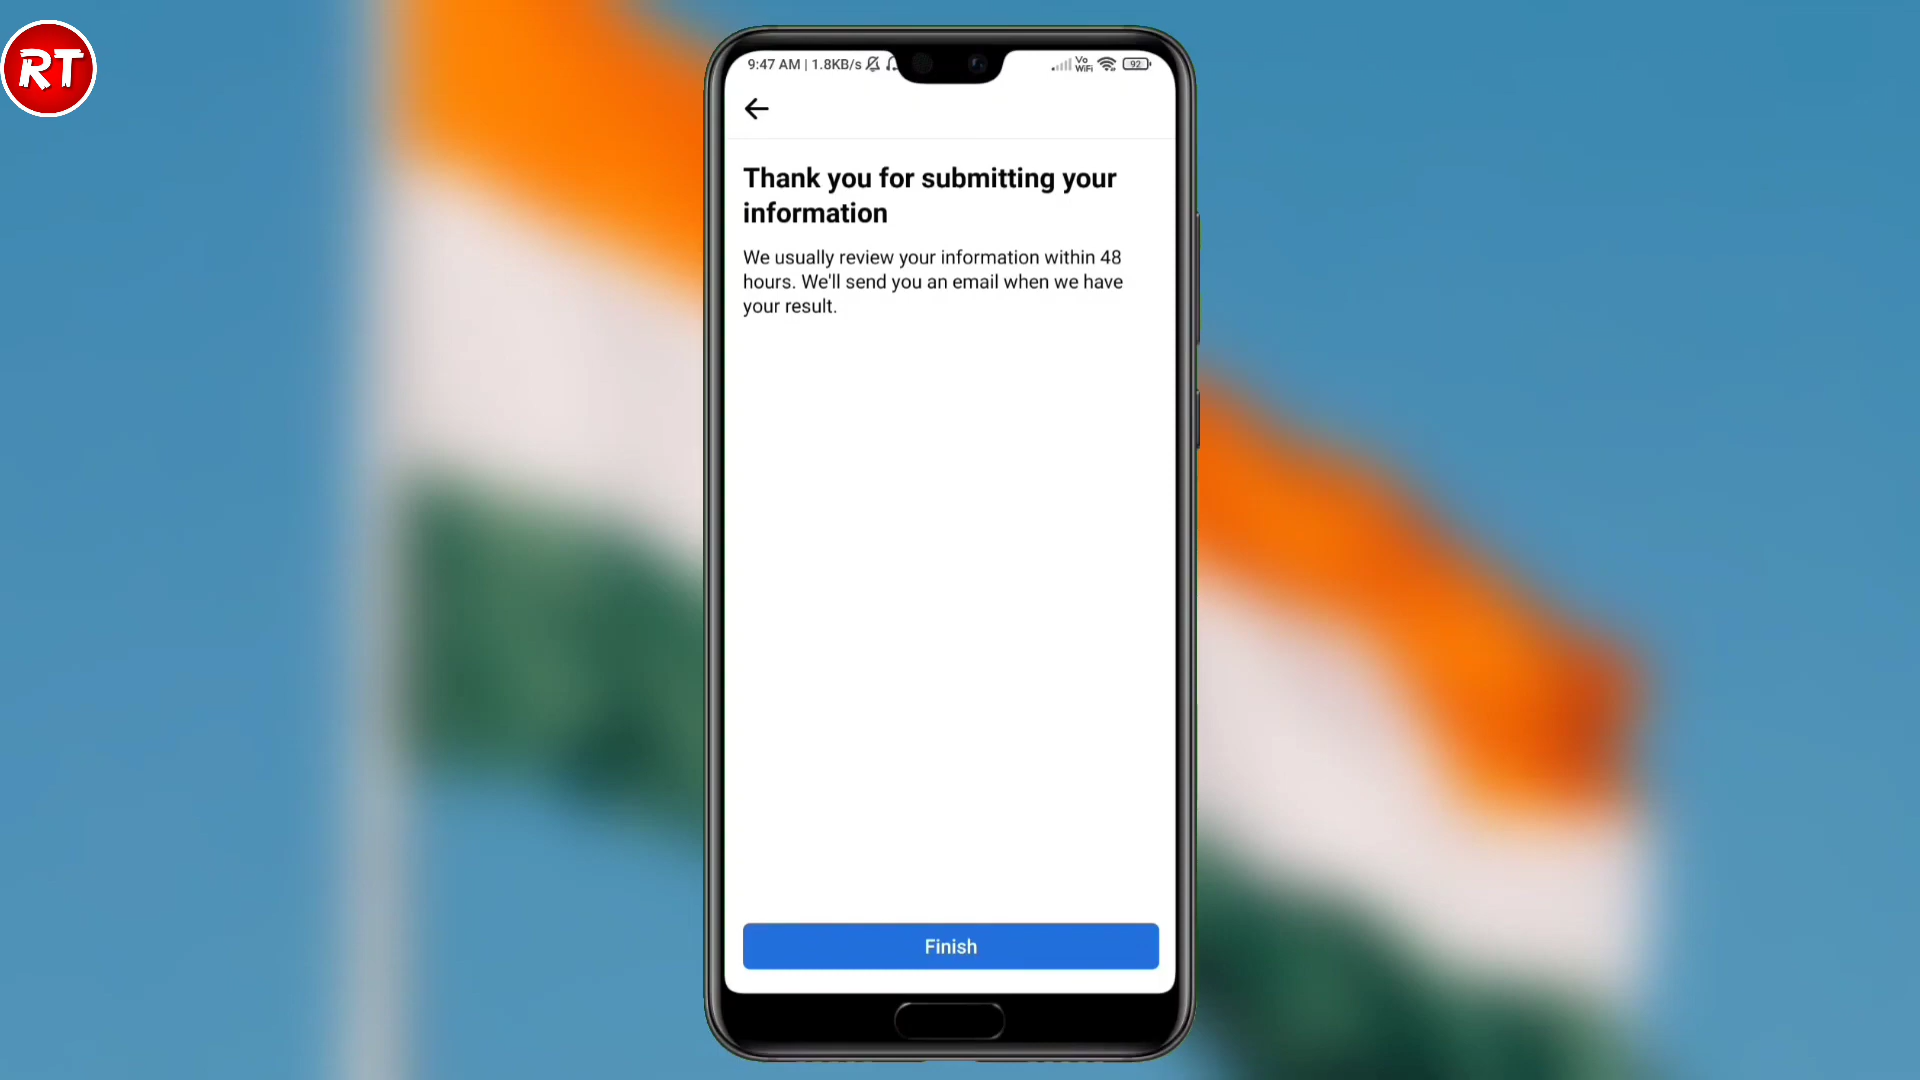 RT
9:47 AM | 1.8KB/s
Vo
WiFi
92
Thank you for submitting your
information
We usually review your information within 48
hours. We'll send you an email when we have
your result.
Finish